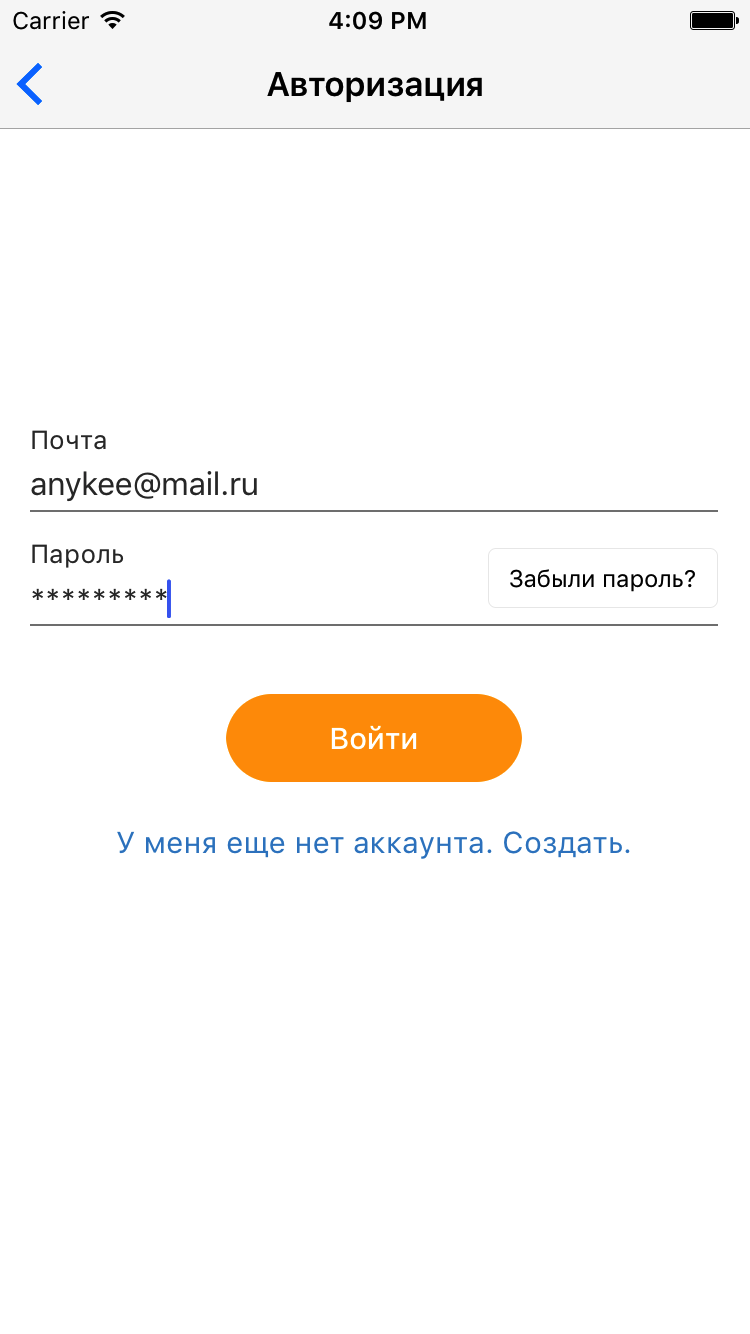 Carrier 4:09 PM
Авторизация
Почта
anykee@mail.ru
Пароль
*********
Забыли пароль?
Войти
У меня еще нет аккаунта. Создать.